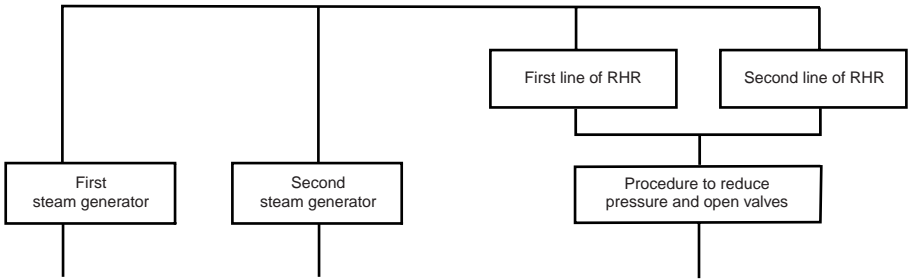 First line of RHR
Second line of RHR
First
steam generator
Second
steam generator
Procedure to reduce
pressure and open valves